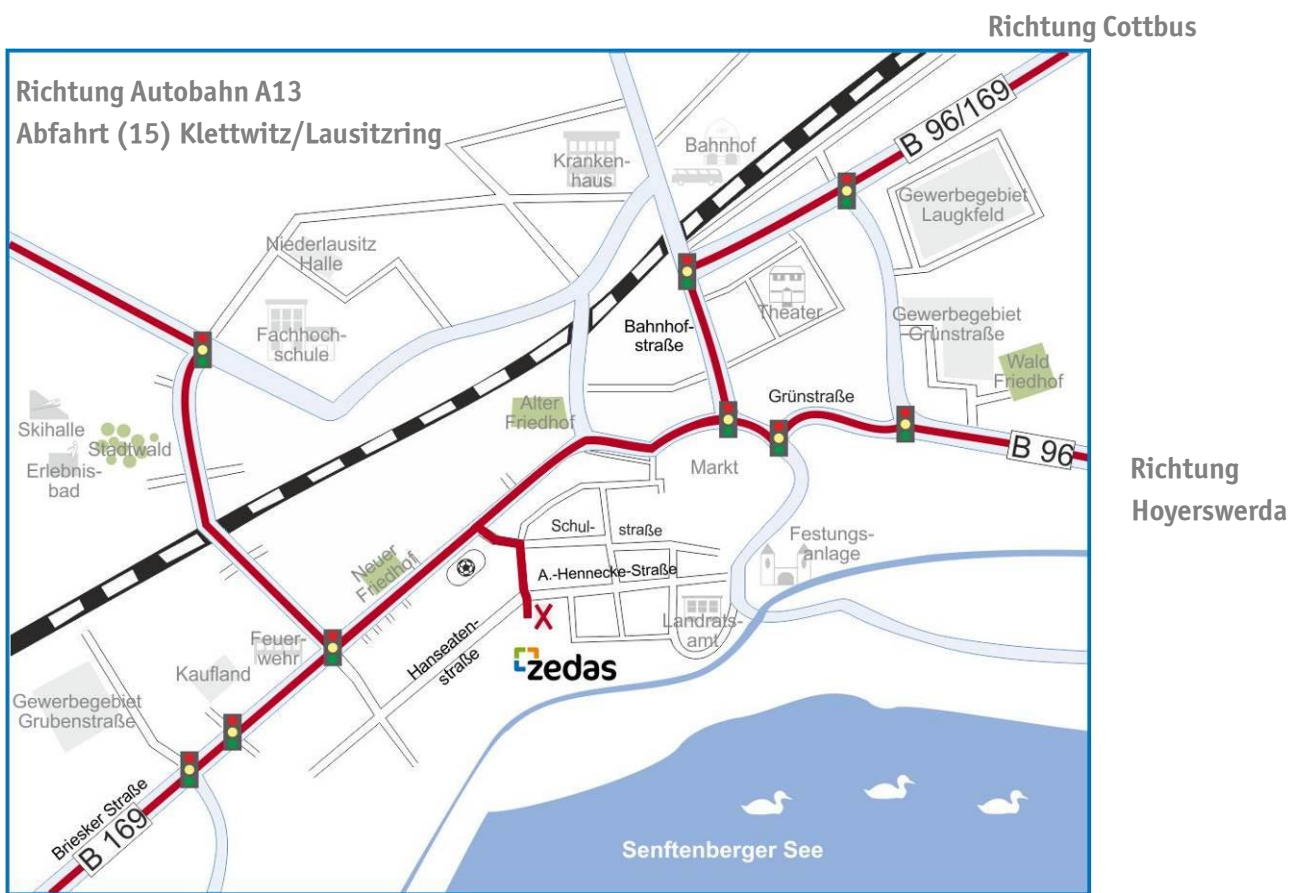 Richtung Cottbus
Richtung Autobahn A13
Abfahrt (15) Klettwitz/Lausitzring
B 96/169
Kranken-
haus
Bahnhof
Gewerbegebiet
Laugkfeld
Niederlausitz
Halle
Fachhoch-
schule
Bahnhof-
straße
Theater
Gewerbegebiet
Grünstraße
Wald
Friedhof
Skihalle
Stadtwald
Erlebnis-
bad
Alter
Friedhof
Grünstraße
Markt
B 96
Richtung
Hoyerswerda
Schul- straße
Festungs-
anlage
Neuer
Friedhof
A.-Hennecke-Straße
Landrats-
amt
X
zedas
Hanseaten-
straße
Feuer-
wehr
Kaufland
Gewerbegebiet
Grubenstraße
Briesker Straße
B 169
Senftenberger See